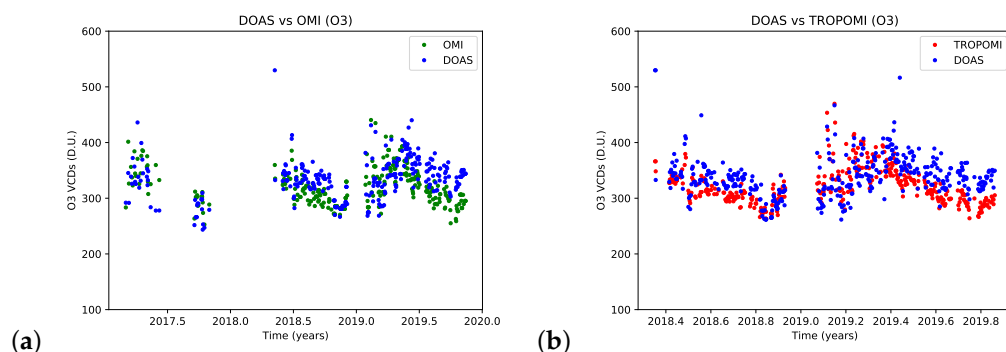 DOAS vs OMI (O3)
600
500
400
300
200
100
O3 VCDs (D.U.)
OMI
DOAS
2017.5 2018.0 2018.5 2019.0 2019.5 2020.0
Time (years)
(a)
DOAS vs TROPOMI (O3)
600
500
400
300
200
100
O3 VCDs (D.U.)
TROPOMI
DOAS
2018.4 2018.6 2018.8 2019.0 2019.2 2019.4 2019.6 2019.8
Time (years)
(b)